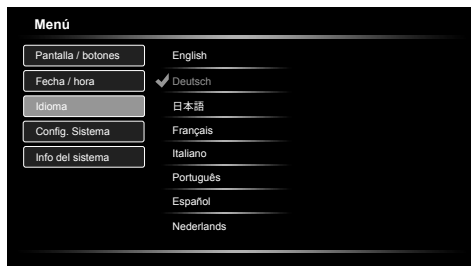 Menú
Pantalla / botones
Fecha / hora
Idioma
Config. Sistema
Info del sistema
English
Deutsch
日本語
Français
Italiano
Português
Español
Nederlands